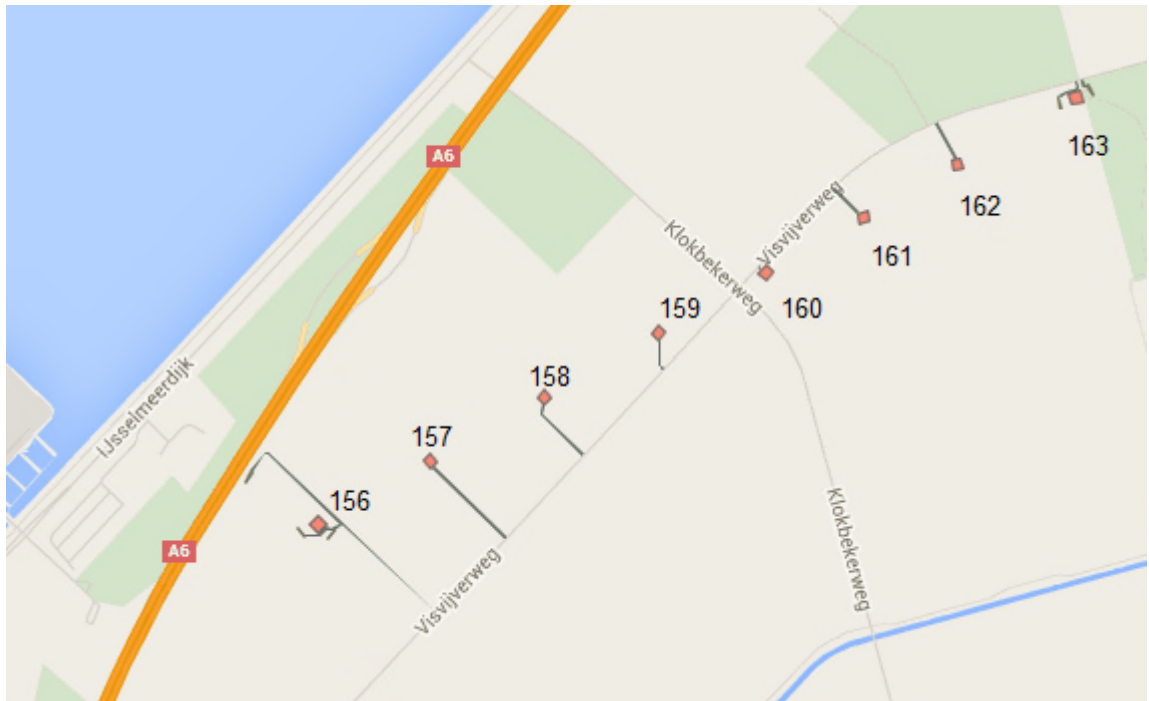 A6
163
162
Visvijverweg
Klokbekerweg
161
159
160
158
IJsselmeerdijk
157
156
Klokbekerweg
A6
Visvijverweg